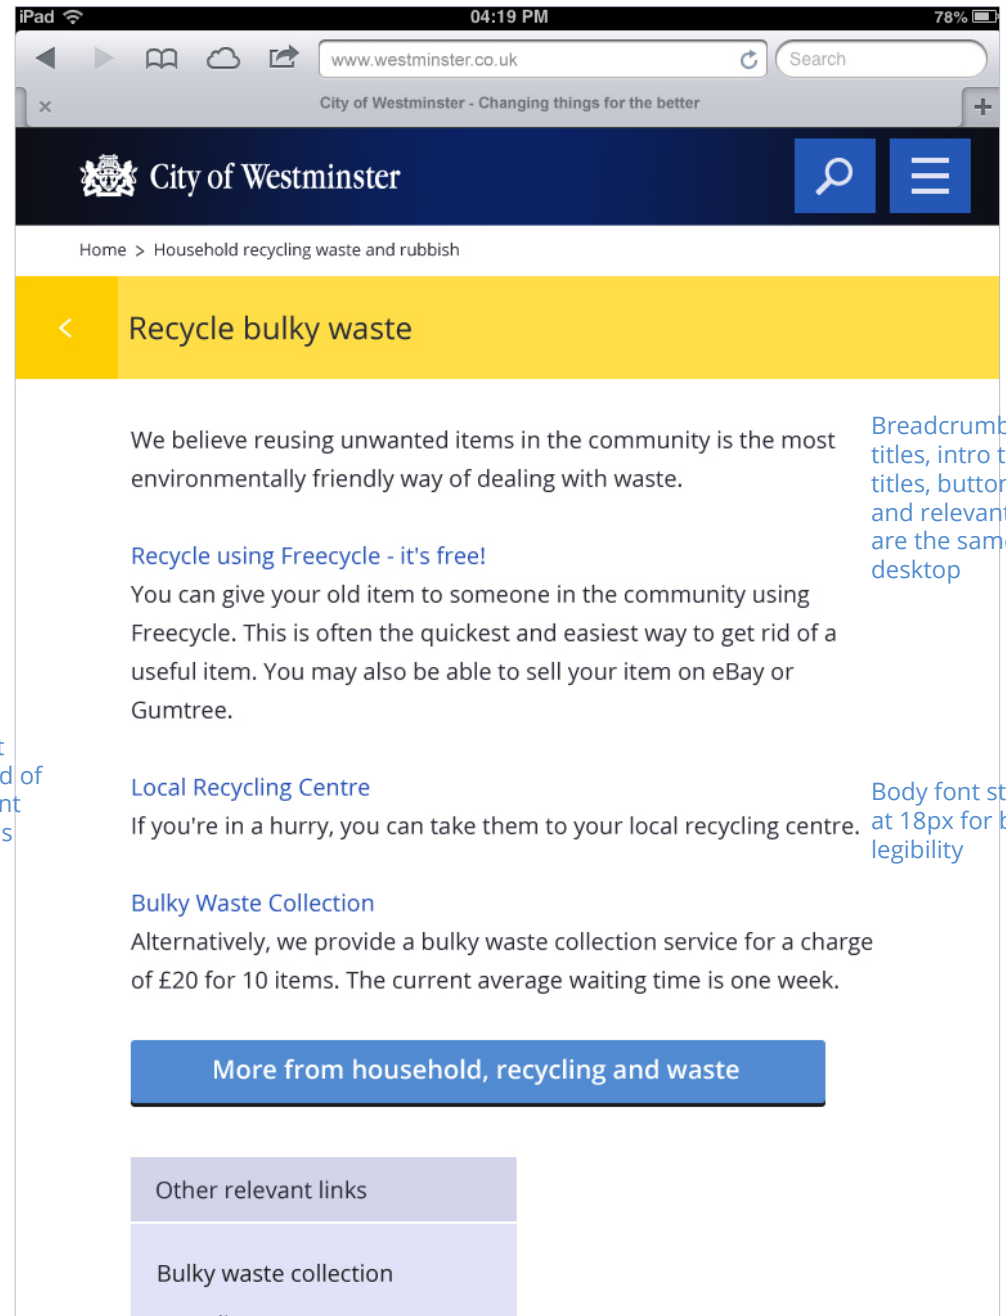 iPad 04:19 PM 78%
www.westminster.co.uk Search
City of Westminster - Changing things for the better
City of Westminster
Home > Household recycling waste and rubbish
Recycle bulky waste
We believe reusing unwanted items in the community is the most
environmentally friendly way of dealing with waste.
Recycle using Freecycle - it's free!
You can give your old item to someone in the community using
Freecycle. This is often the quickest and easiest way to get rid of a
useful item. You may also be able to sell your item on eBay or
Gumtree.
Local Recycling Centre
If you're in a hurry, you can take them to your local recycling centre.
Bulky Waste Collection
Alternatively, we provide a bulky waste collection service for a charge
of £20 for 10 items. The current average waiting time is one week.
More from household, recycling and waste
Other relevant links
Bulky waste collection
Breadcrumb
titles, intro t
titles, button
and relevant
are the same
desktop
Body font st
at 18px for b
legibility
t
d of
nt
s